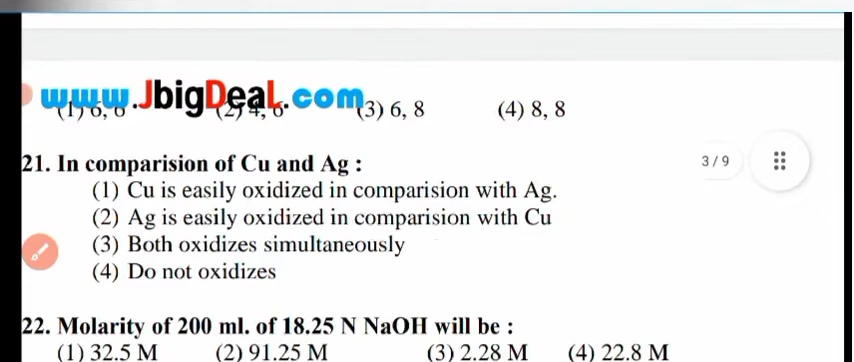 www.JbigDeaL.com
(3) 6, 8 (4) 8, 8
21. In comparision of Cu and Ag :
3 / 9
(1) Cu is easily oxidized in comparision with Ag.
(2) Ag is easily oxidized in comparision with Cu
(3) Both oxidizes simultaneously
(4) Do not oxidizes
22. Molarity of 200 ml. of 18.25 N NaOH will be :
(1) 32.5 M (2) 91.25 M (3) 2.28 M (4) 22.8 M